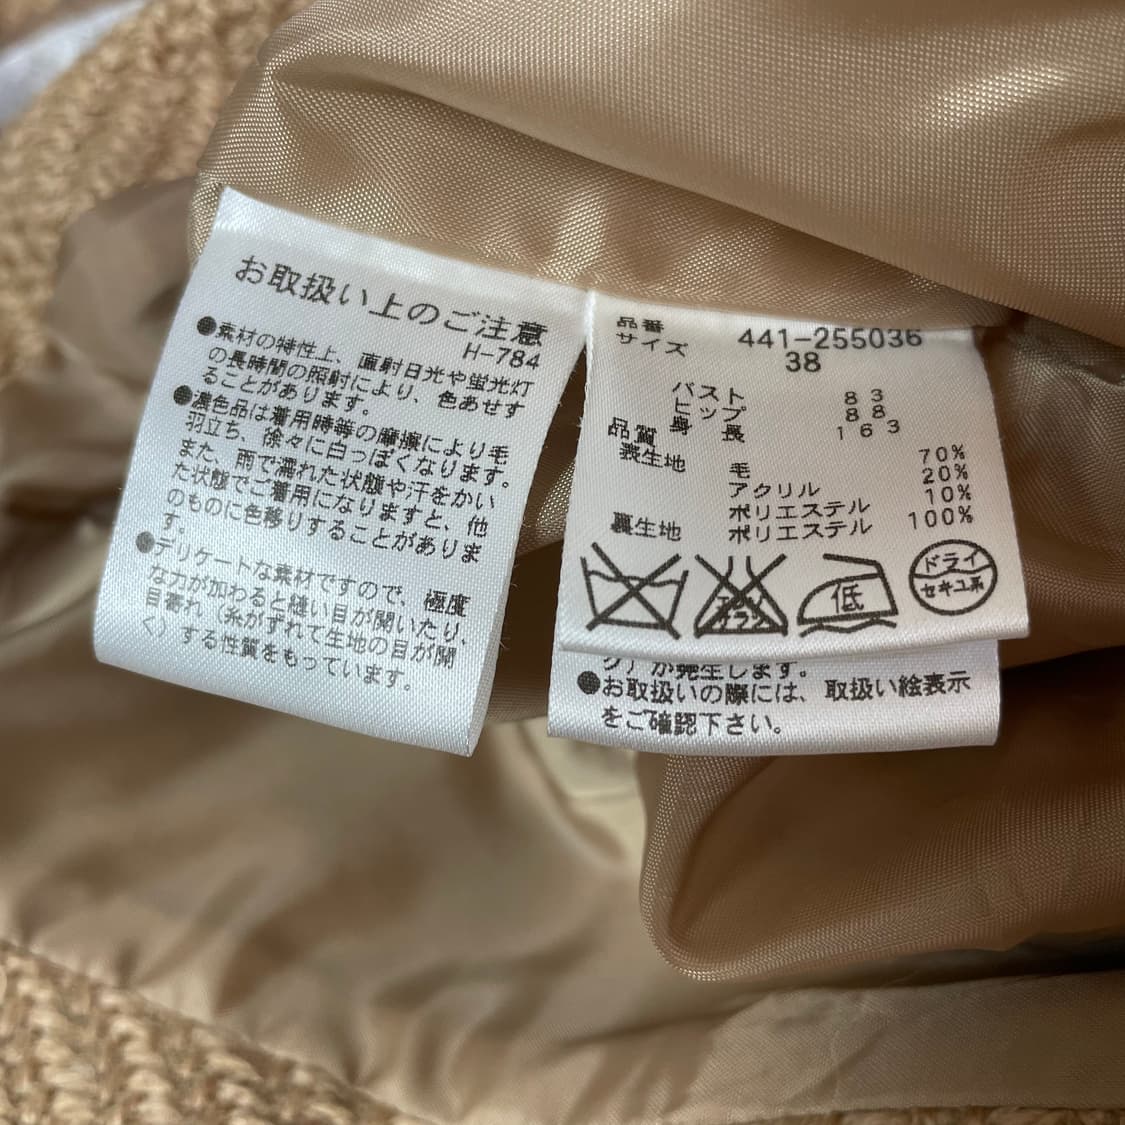 お取扱い上のご注意
H-784
●素材の特性上、直射日光や蛍光灯
の長時間の照射により、色あせす
ることがあります。
●濃色品は着用時等の摩擦により毛
羽立ち、徐々に白っぽくなります。
また、雨で濡れた状態や汗をかい
た状態でご着用になりますと、他
のものに色移りすることがありま
す。
●デリケートな素材ですので、極度
な力が加わると縫い目が開いたり、
目寄れ（糸がずれて生地の目が開
く）する性質をもっています。
品番 441-255036
サイズ 38
バスト 83
ヒップ 88
身長 163
品質
表生地 毛 70%
アクリル 20%
ポリエステル 10%
裏生地 ポリエステル 100%
エンソ
サラシ
低
ドライ
セキユ系
グ）が発生します。
●お取扱いの際には、取扱い絵表示
をご確認下さい。